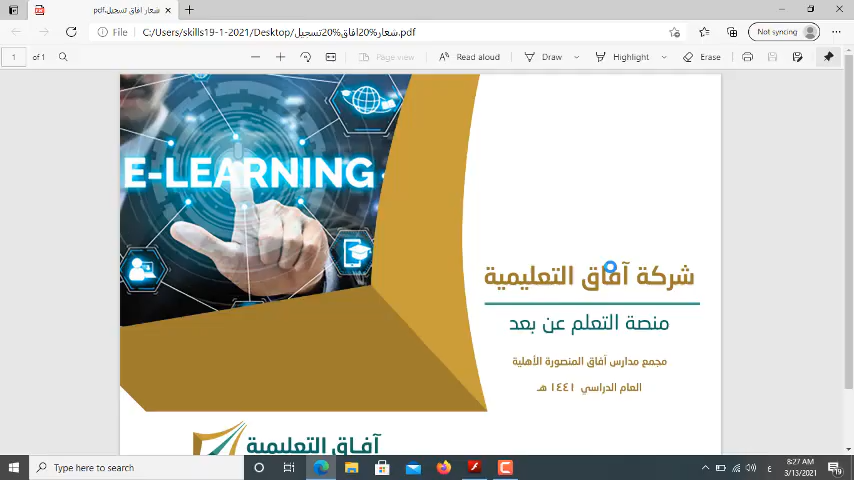 شعار افاق تسجيل.pdf
File
C:/Users/skills19-1-2021/Desktop/شعار%20افاق%20تسجيل.pdf
Not syncing
1
of 1
Page view
Read aloud
Draw
Highlight
Erase
E-LEARNING
شركة آفاق التعليمية
منصة التعلم عن بعد
مجمع مدارس آفاق المنصورة الأهلية
العام الدراسي ١٤٤١ هـ
آفـاق التعليمية
Type here to search
ع
8:27 AM
3/13/2021
19